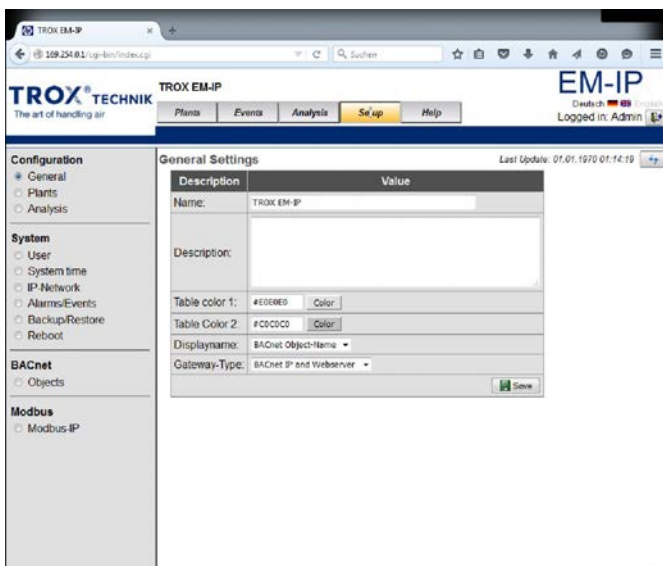 TROX EM-IP
169.254.0.1/cgi-bin/index.cgi
Suchen
TROX® TECHNIK
The art of handling air
TROX EM-IP
Plants Events Analysis Setup Help
EM-IP
Deutsch English
Logged in: Admin
Configuration
General
Plants
Analysis
System
User
System time
IP-Network
Alarms/Events
Backup/Restore
Reboot
BACnet
Objects
Modbus
Modbus-IP
General Settings
Last Update: 01.01.1970 01:14:19
Description Value
Name: TROX EM-IP
Description:
Table color 1: #E0E0E0 Color
Table Color 2: #C0C0C0 Color
Displayname: BACnet Object-Name
Gateway-Type: BACnet IP and Webserver
Save